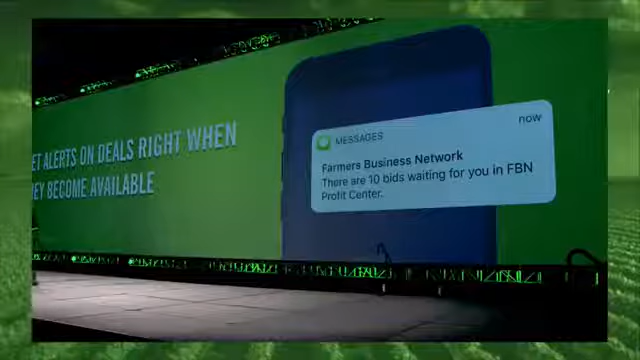 ET ALERTS ON DEALS RIGHT WHEN
HEY BECOME AVAILABLE
MESSAGES
now
Farmers Business Network
There are 10 bids waiting for you in FBN
Profit Center.